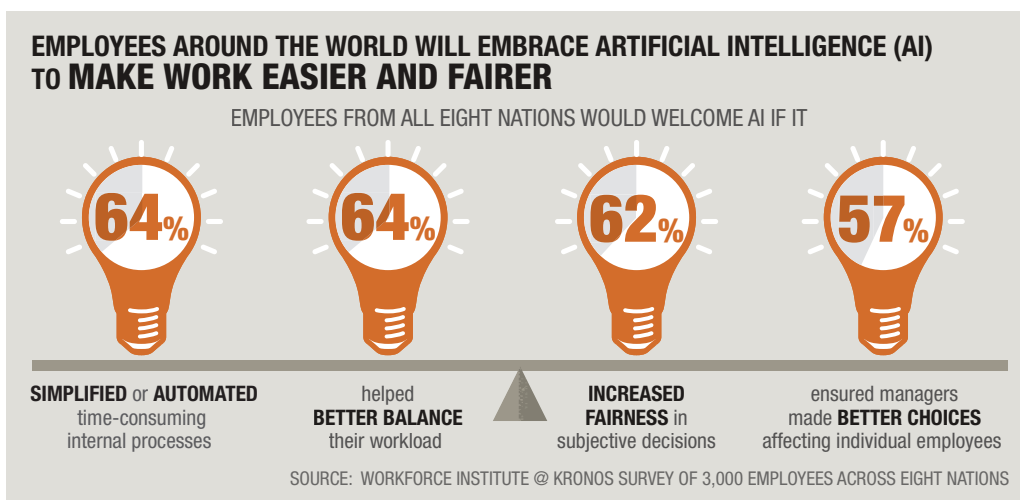 EMPLOYEES AROUND THE WORLD WILL EMBRACE ARTIFICIAL INTELLIGENCE (AI)
TO MAKE WORK EASIER AND FAIRER
EMPLOYEES FROM ALL EIGHT NATIONS WOULD WELCOME AI IF IT
64%
64%
62%
57%
SIMPLIFIED or AUTOMATED
time-consuming
internal processes
helped
BETTER BALANCE
their workload
INCREASED
FAIRNESS in
subjective decisions
ensured managers
made BETTER CHOICES
affecting individual employees
SOURCE: WORKFORCE INSTITUTE @ KRONOS SURVEY OF 3,000 EMPLOYEES ACROSS EIGHT NATIONS